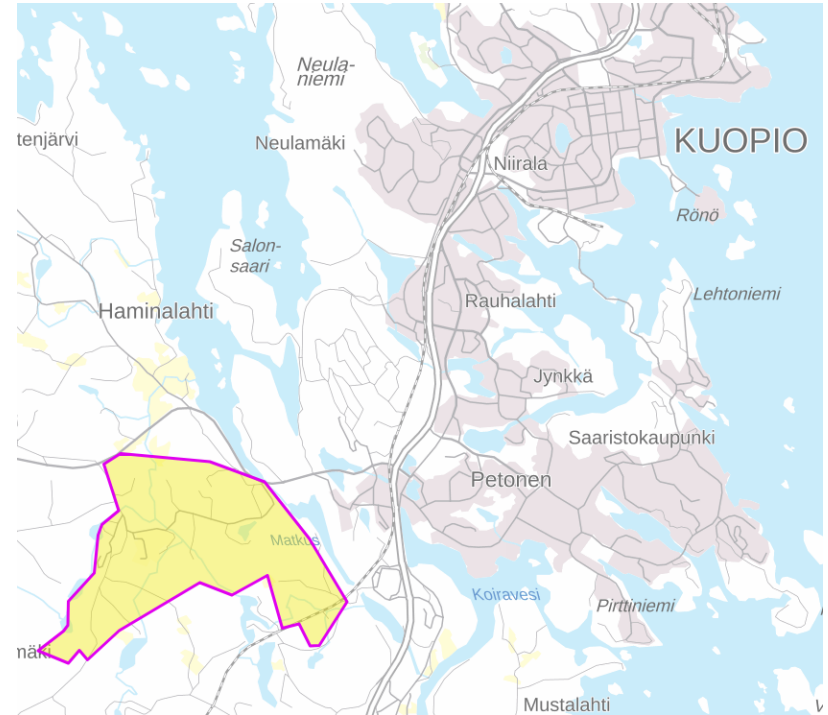 Neula-
niemi
tenjärvi
Neulamäki
KUOPIO
Niirala
Rönö
Salon-
saari
Lehtoniemi
Haminalahti
Rauhalahti
Jynkkä
Saaristokaupunki
Petonen
Matkus
Koiravesi
Pirttiniemi
mäki
Mustalahti
V